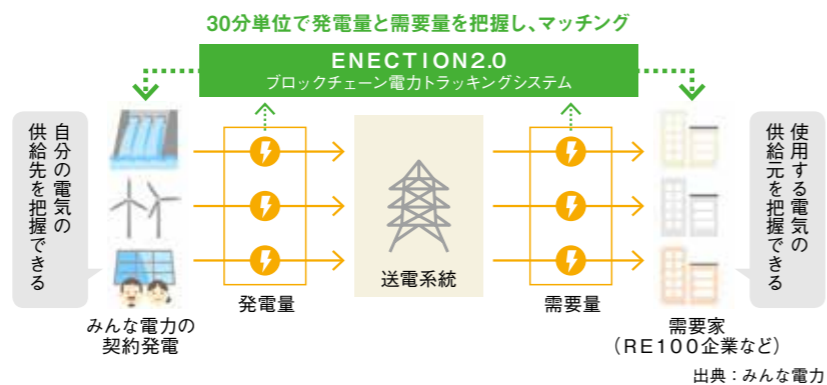 30分単位で発電量と需要量を把握し、マッチング
ENECTION2.0
ブロックチェーン電力トラッキングシステム
自分の電気の
供給先を把握できる
発電量
送電系統
需要量
使用する電気の
供給元を把握できる
みんな電力の
契約発電
需要家
（RE100企業など）
出典：みんな電力